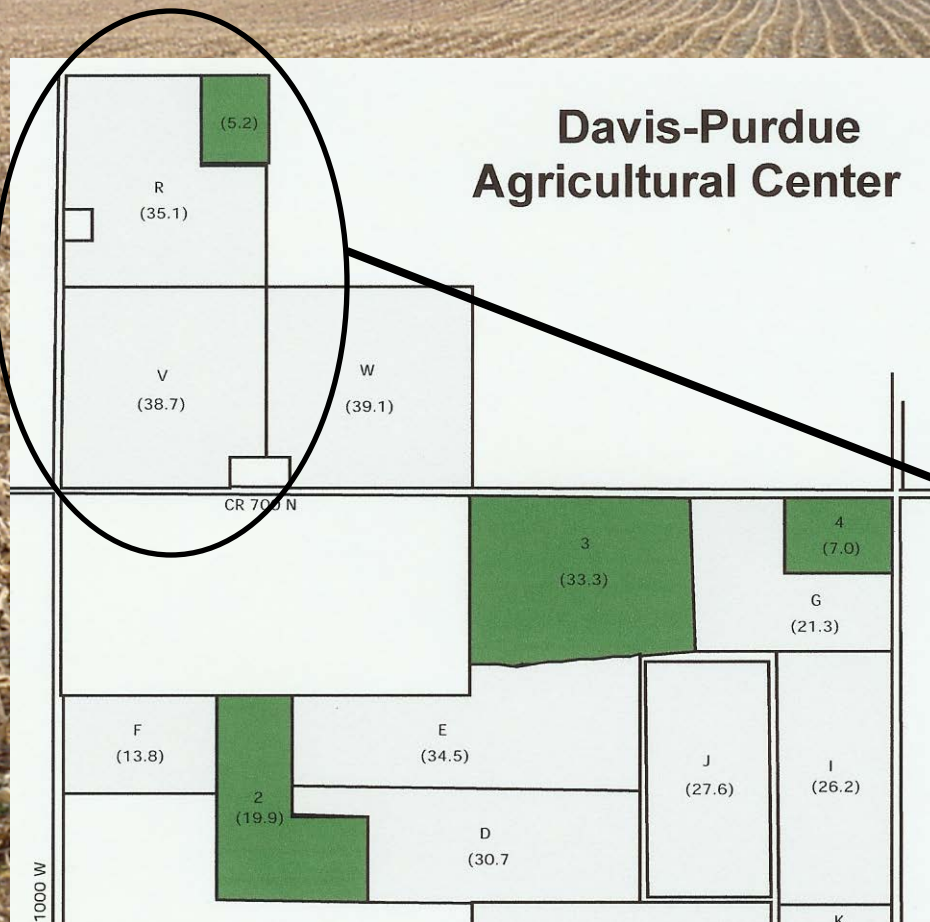 Davis-Purdue
Agricultural Center
(5.2)
R
(35.1)
V
(38.7)
W
(39.1)
CR 700 N
3
(33.3)
4
(7.0)
G
(21.3)
F
(13.8)
E
(34.5)
J
(27.6)
I
(26.2)
2
(19.9)
D
(30.7
1000 W
K